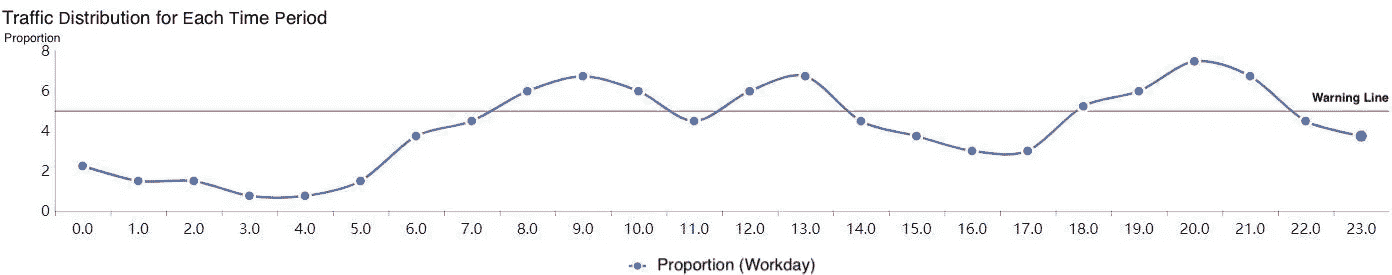 Traffic Distribution for Each Time Period
Proportion
8
6
4
2
0
Warning Line
0.0 1.0 2.0 3.0 4.0 5.0 6.0 7.0 8.0 9.0 10.0 11.0 12.0 13.0 14.0 15.0 16.0 17.0 18.0 19.0 20.0 21.0 22.0 23.0
Proportion (Workday)